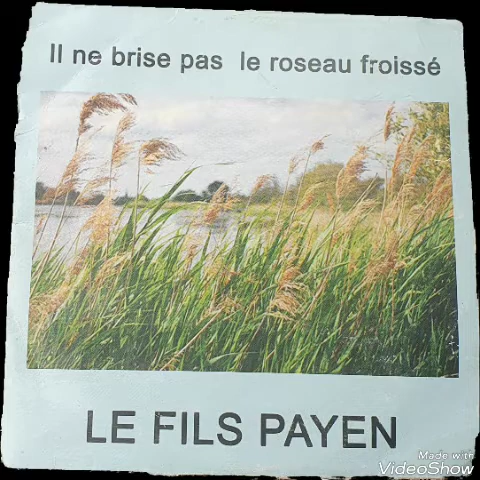 Il ne brise pas le roseau froissé
LE FILS PAYEN
Made with
VideoShow